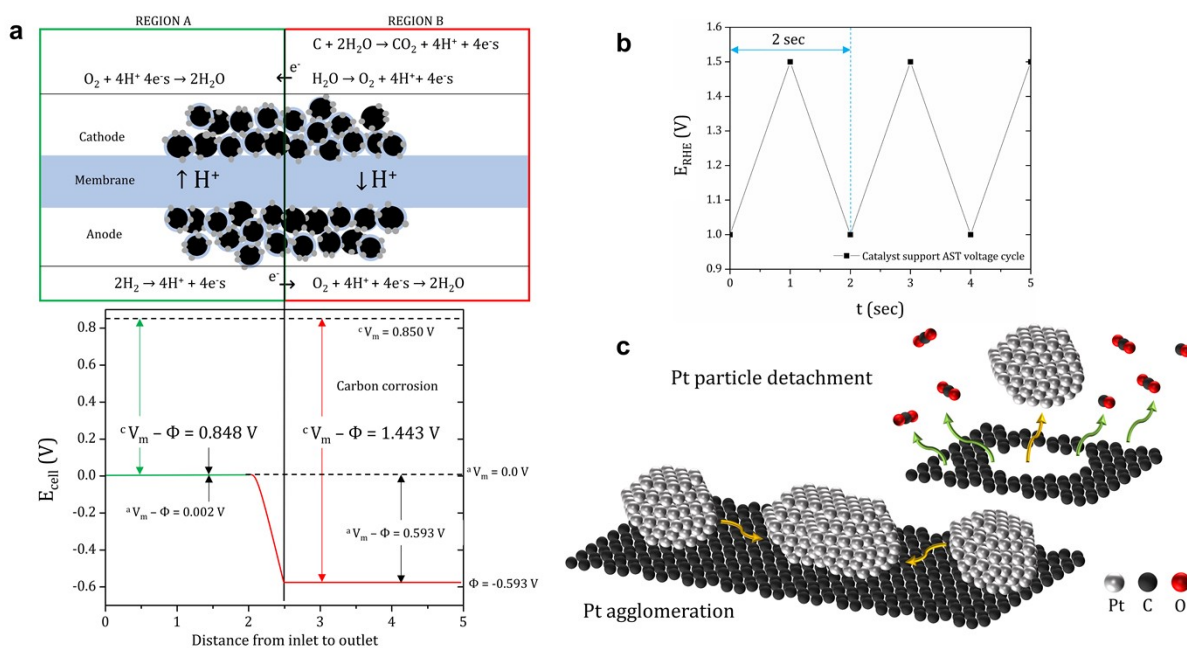 a
REGION A
REGION B
C + 2H₂O → CO₂ + 4H⁺ + 4e⁻s
O₂ + 4H⁺ 4e⁻s → 2H₂O
e⁻
H₂O → O₂ + 4H⁺+ 4e⁻s
Cathode
Membrane
↑ H⁺
↓ H⁺
Anode
2H₂ → 4H⁺ + 4e⁻s
e⁻
O₂ + 4H⁺ + 4e⁻s → 2H₂O
E_cell (V)
0.8
0.6
0.4
0.2
0.0
-0.2
-0.4
-0.6
ᶜVₘ = 0.850 V
Carbon corrosion
ᶜVₘ – Φ = 0.848 V
ᶜVₘ – Φ = 1.443 V
ᵃVₘ = 0.0 V
ᵃVₘ – Φ = 0.002 V
ᵃVₘ – Φ = 0.593 V
Φ = -0.593 V
0 1 2 3 4 5
Distance from inlet to outlet
b
E_RHE (V)
1.6
1.5
1.4
1.3
1.2
1.1
1.0
0.9
2 sec
Catalyst support AST voltage cycle
0 1 2 3 4 5
t (sec)
c
Pt particle detachment
Pt agglomeration
Pt C O